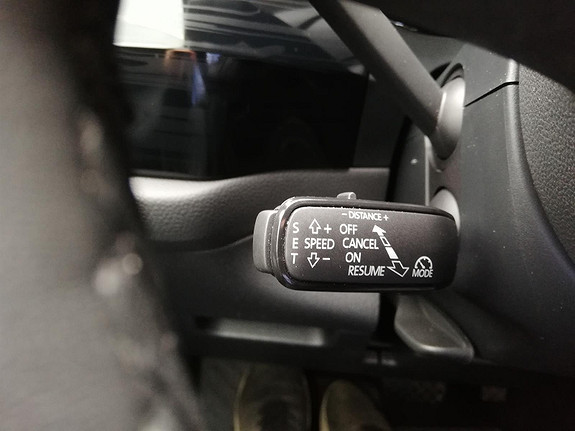 - DISTANCE +
S + OFF
E SPEED CANCEL
T - ON
RESUME MODE